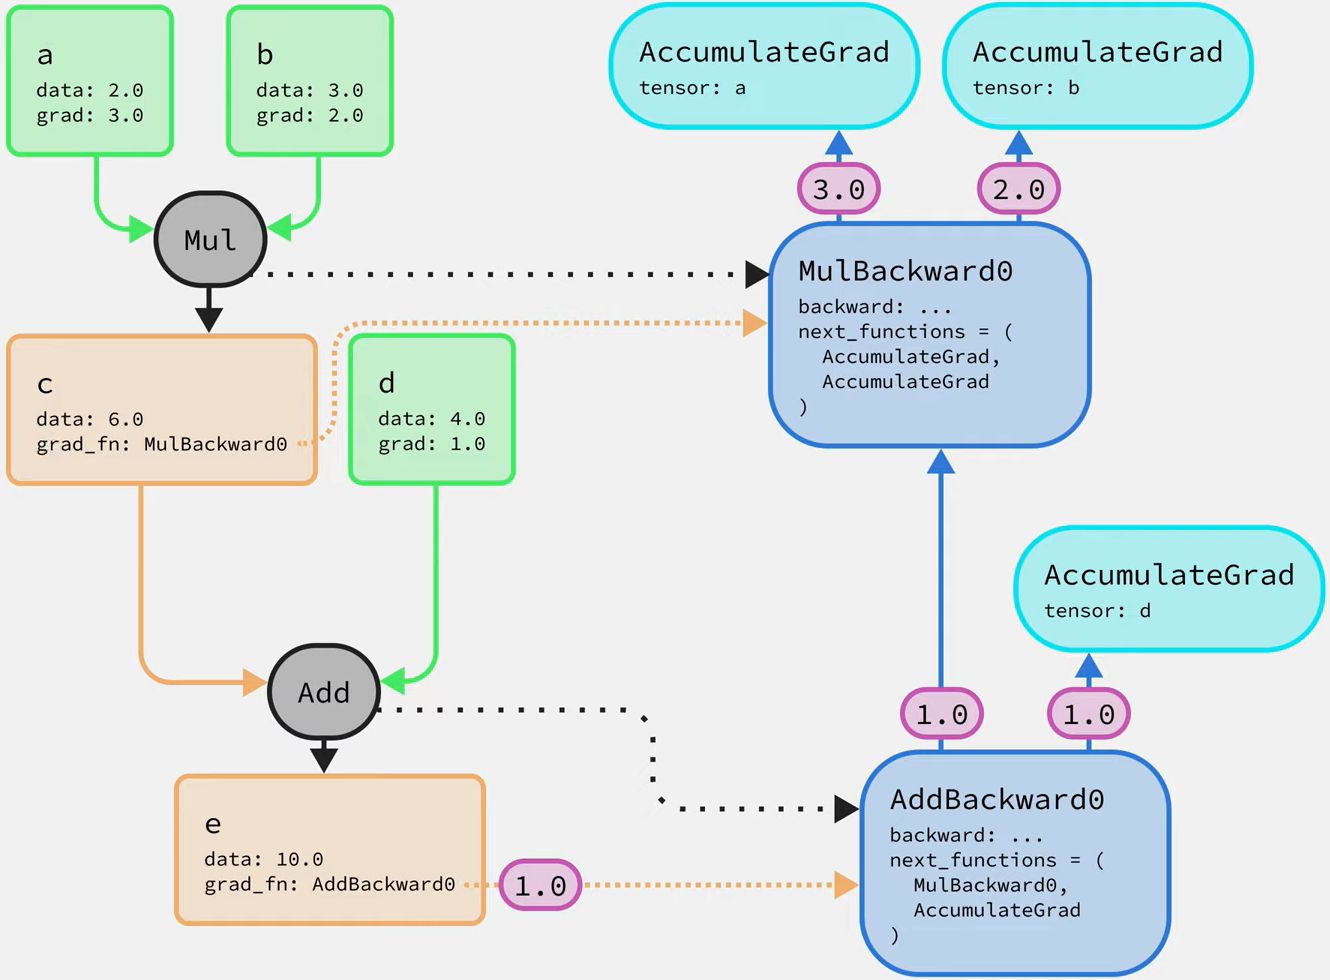 a
data: 2.0
grad: 3.0
b
data: 3.0
grad: 2.0
AccumulateGrad
tensor: a
AccumulateGrad
tensor: b
3.0
2.0
Mul
MulBackward0
backward: ...
next_functions = (
AccumulateGrad,
AccumulateGrad
)
c
data: 6.0
grad_fn: MulBackward0
d
data: 4.0
grad: 1.0
AccumulateGrad
tensor: d
Add
1.0
1.0
e
data: 10.0
grad_fn: AddBackward0
1.0
AddBackward0
backward: ...
next_functions = (
MulBackward0,
AccumulateGrad
)